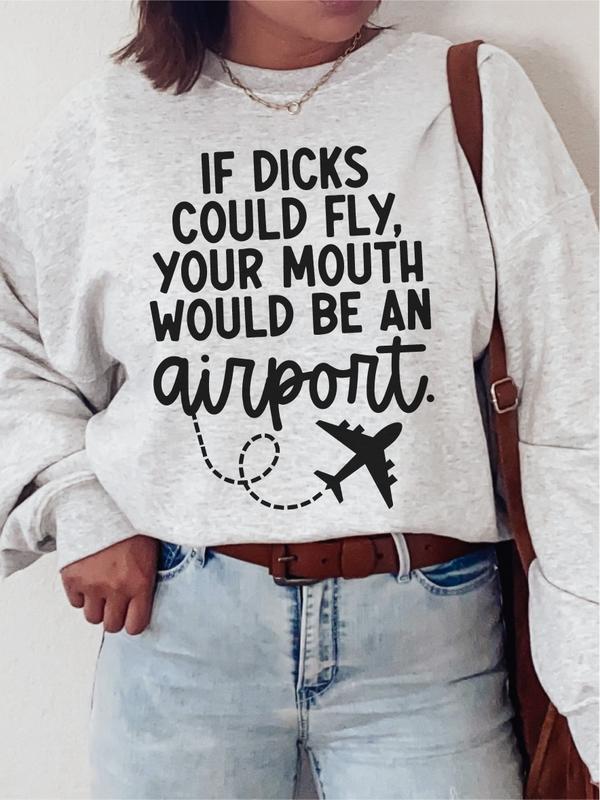 IF DICKS
COULD FLY,
YOUR MOUTH
WOULD BE AN
airport.